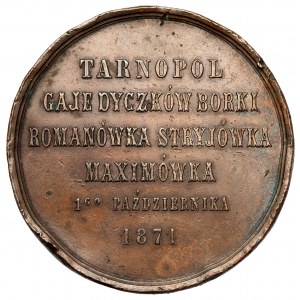 TARNOPOL
GAJE DYCZKÓW BORKI
ROMANÓWKA STRYJÓWKA
MAXIMÓWKA
1GO PAŹDZIERNIKA
1871